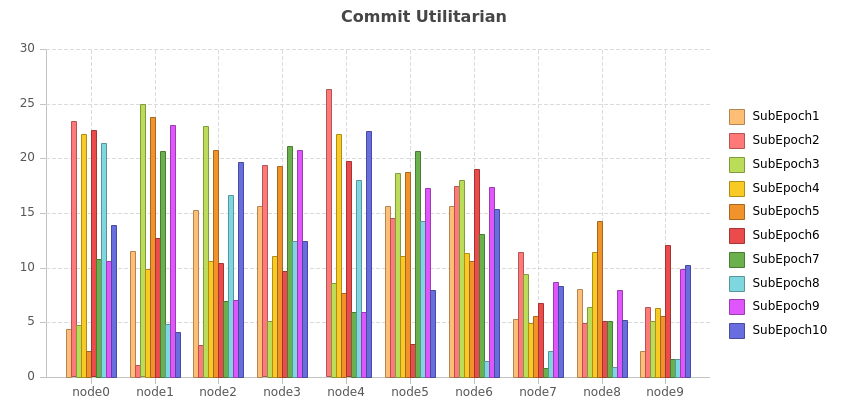 Commit Utilitarian
30
25
20
15
10
5
0
node0 node1 node2 node3 node4 node5 node6 node7 node8 node9
SubEpoch1
SubEpoch2
SubEpoch3
SubEpoch4
SubEpoch5
SubEpoch6
SubEpoch7
SubEpoch8
SubEpoch9
SubEpoch10